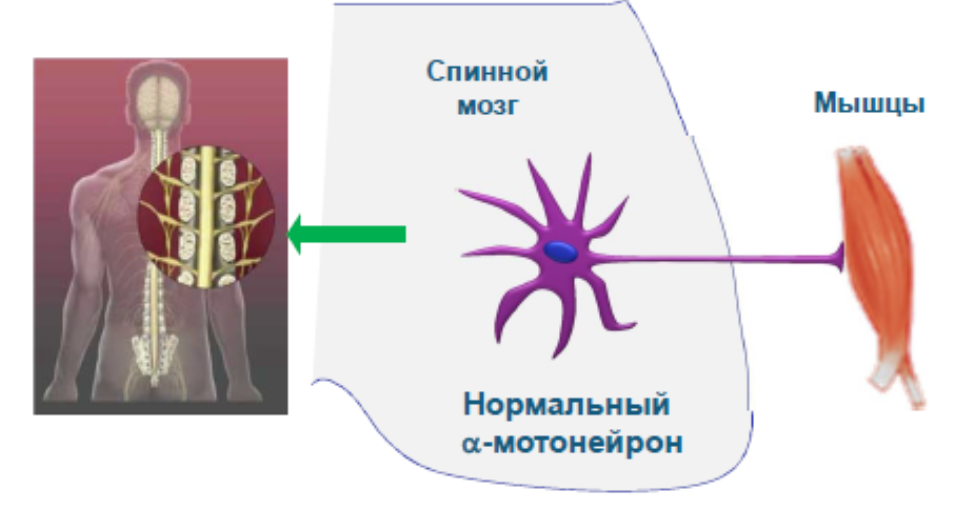 Спинной
мозг
Мышцы
Нормальный
α-мотонейрон